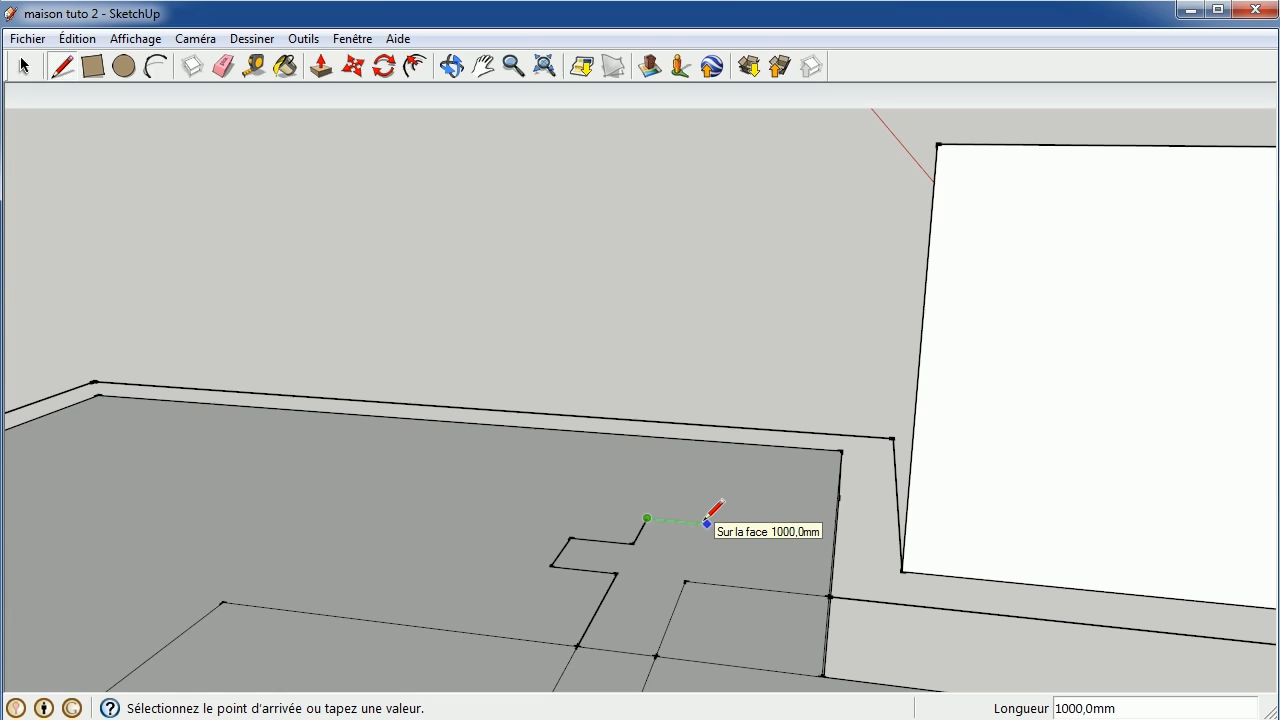 maison tuto 2 - SketchUp
Fichier Édition Affichage Caméra Dessiner Outils Fenêtre Aide
Sur la face 1000,0mm
Sélectionnez le point d'arrivée ou tapez une valeur. Longueur 1000,0mm